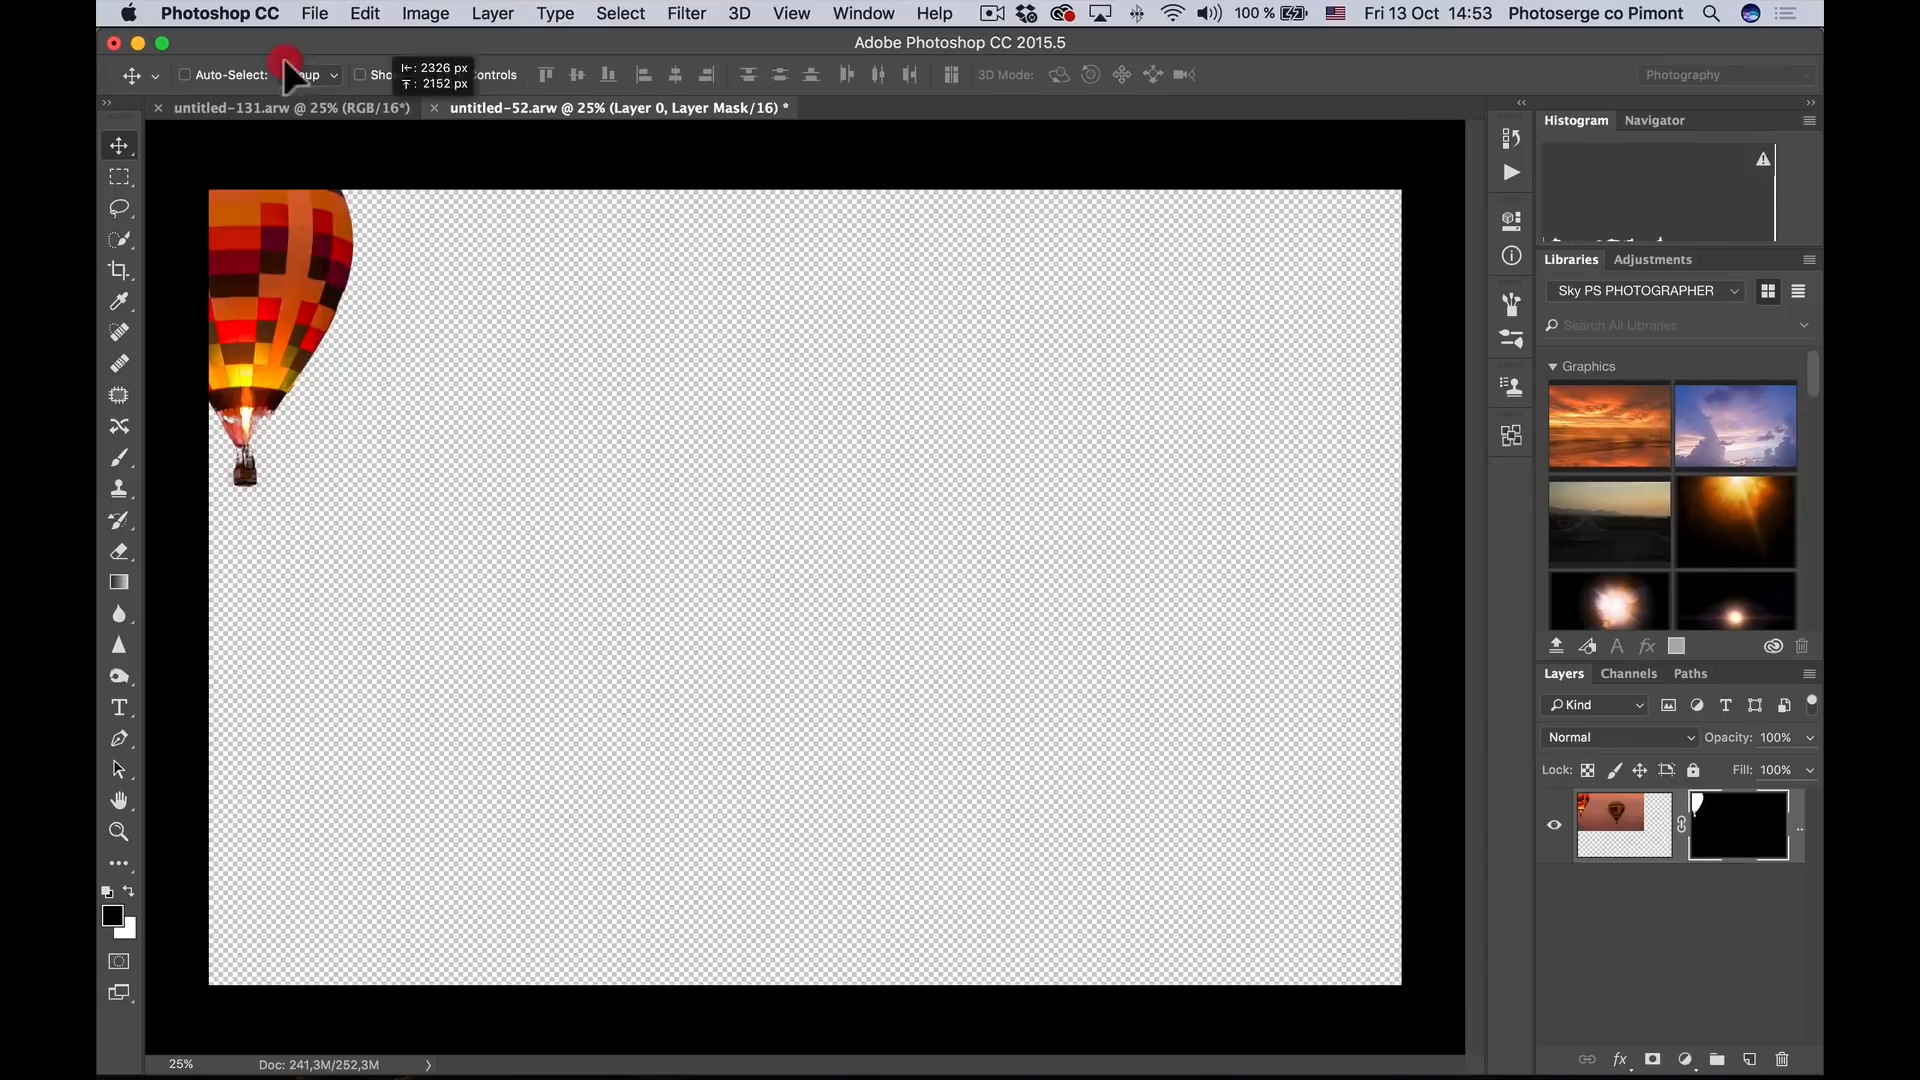 Photoshop CC File Edit Image Layer Type Select Filter 3D View Window Help 100 % Fri 13 Oct 14:53 Photoserge co Pimont
Adobe Photoshop CC 2015.5
Auto-Select: 2326 px ontrols 3D Mode: Photography
2152 px
untitled-131.arw @ 25% (RGB/16*) untitled-52.arw @ 25% (Layer 0, Layer Mask/16) *
Histogram Navigator
Libraries Adjustments
Sky PS PHOTOGRAPHER
Search All Libraries
Graphics
Layers Channels Paths
Kind
Normal Opacity: 100%
Lock: Fill: 100%
25% Doc: 241,3M/252,3M